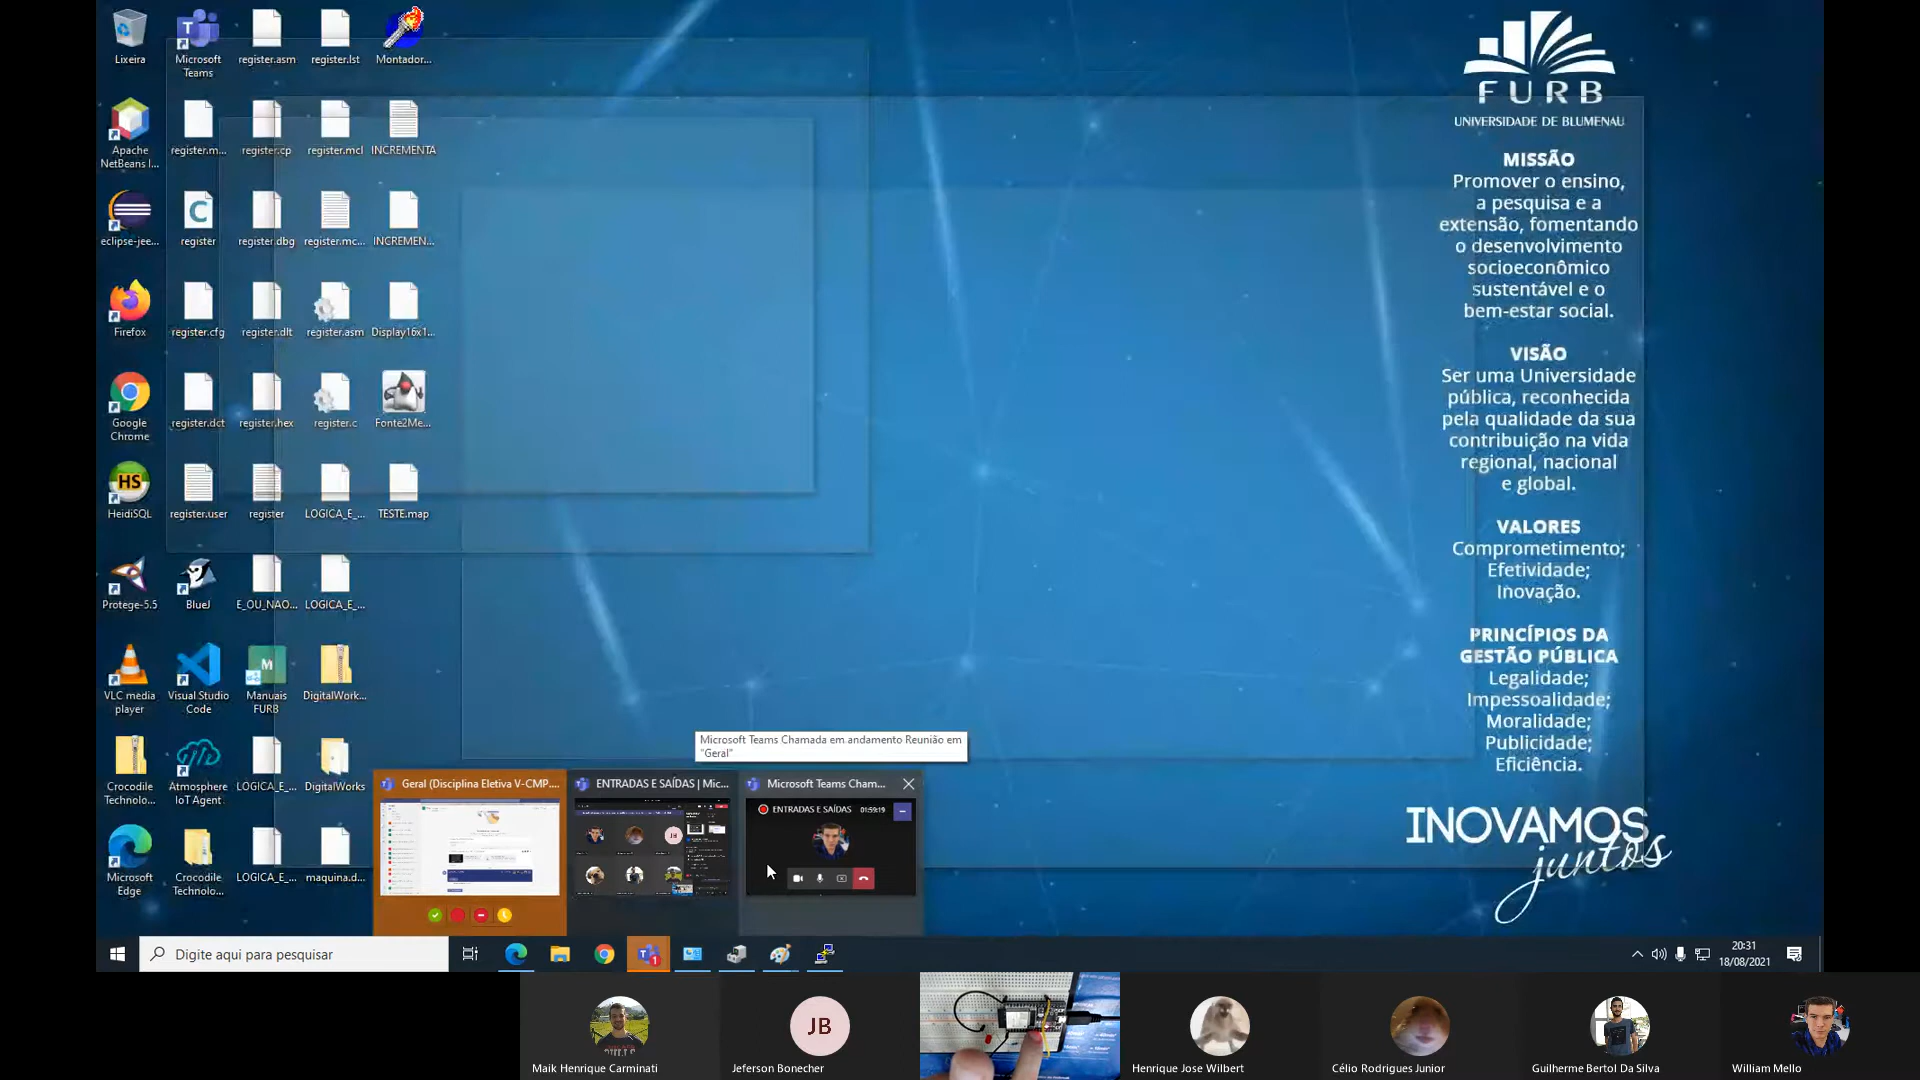 Lixeira
Microsoft
Teams
register.asm
register.lst
Montador...
Apache
NetBeans I...
register.m...
register.cp
register.mcl
INCREMENTA
eclipse-jee...
register
register.dbg
register.mc...
INCREMEN...
Firefox
register.cfg
register.dlt
register.asm
Display16x1...
Google
Chrome
register.dct
register.hex
register.c
Fonte2Me...
HS
HeidiSQL
register.user
register
LOGICA_E_...
TESTE.map
Protege-5.5
BlueJ
E_OU_NAO...
LOGICA_E_...
VLC media
player
Visual Studio
Code
Manuais
FURB
DigitalWork...
Crocodile
Technolo...
Atmosphere
IoT Agent
LOGICA_E_...
DigitalWorks
Microsoft
Edge
Crocodile
Technolo...
LOGICA_E_...
maquina.d...
FURB
UNIVERSIDADE DE BLUMENAU
MISSÃO
Promover o ensino,
a pesquisa e a
extensão, fomentando
o desenvolvimento
socioeconômico
sustentável e o
bem-estar social.
VISÃO
Ser uma Universidade
pública, reconhecida
pela qualidade da sua
contribuição na vida
regional, nacional
e global.
VALORES
Comprometimento;
Efetividade;
Inovação.
PRINCÍPIOS DA
GESTÃO PÚBLICA
Legalidade;
Impessoalidade;
Moralidade;
Publicidade;
Eficiência.
INOVAMOS
juntos
Microsoft Teams Chamada em andamento Reunião em
"Geral"
Geral (Disciplina Eletiva V-CMP....
ENTRADAS E SAÍDAS | Mic...
Microsoft Teams Cham...
ENTRADAS E SAÍDAS 01:59:19
JB
Digite aqui para pesquisar
1
20:31
18/08/2021
JB
Maik Henrique Carminati
Jeferson Bonecher
Henrique Jose Wilbert
Célio Rodrigues Junior
Guilherme Bertol Da Silva
William Mello